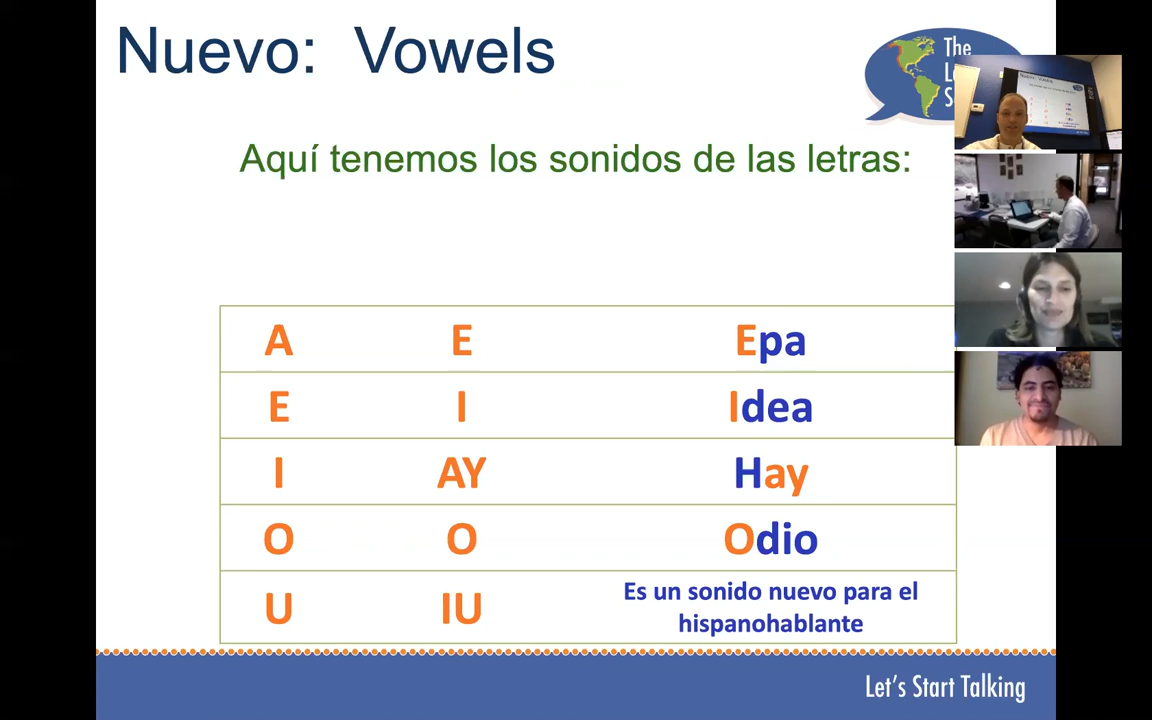 Nuevo: Vowels
The
Aquí tenemos los sonidos de las letras:
A E Epa
E I Idea
I AY Hay
O O Odio
U IU Es un sonido nuevo para el
hispanohablante
Let's Start Talking